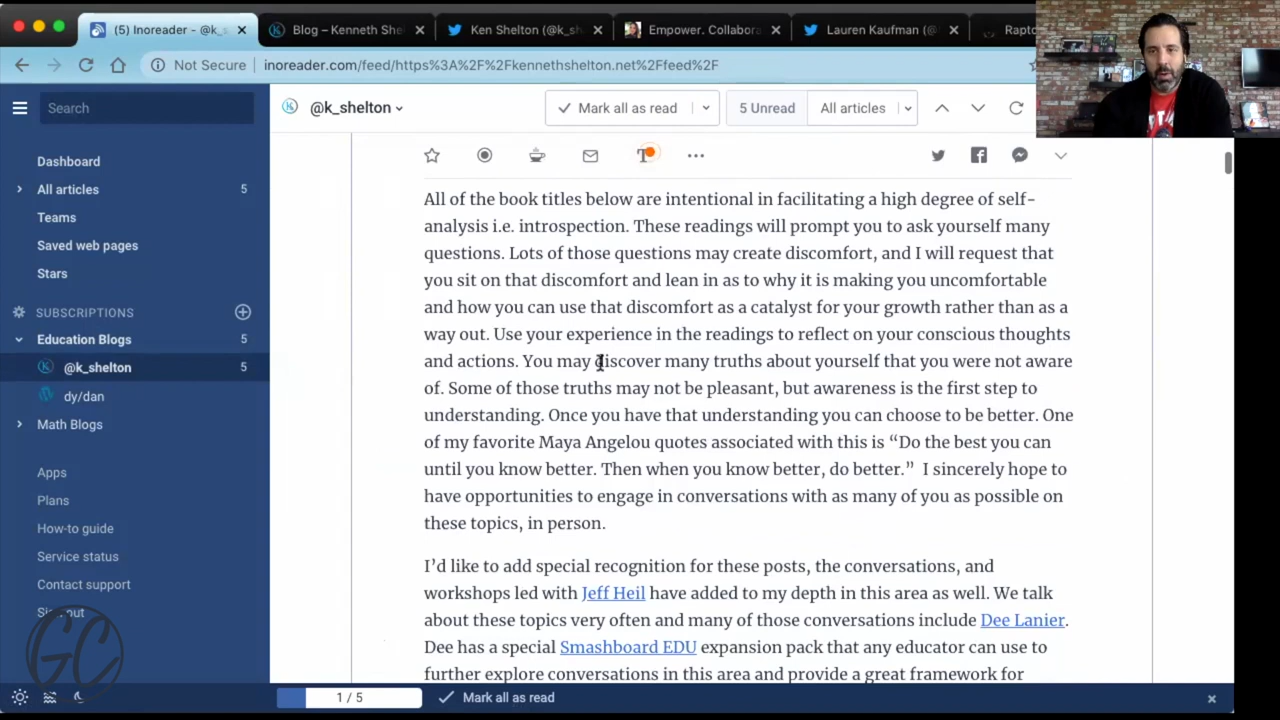 (5) Inoreader - @k_s
Blog – Kenneth She
Ken Shelton (@k_sh
Empower. Collabora
Lauren Kaufman (@
Rapto
Not Secure
inoreader.com/feed/https%3A%2F%2Fkennethshelton.net%2Ffeed%2F
Search
@k_shelton
Mark all as read
5 Unread
All articles
Dashboard
All articles 5
Teams
Saved web pages
Stars
SUBSCRIPTIONS
Education Blogs 5
@k_shelton 5
dy/dan
Math Blogs
Apps
Plans
How-to guide
Service status
Contact support
Sign out
GC
All of the book titles below are intentional in facilitating a high degree of self-
analysis i.e. introspection. These readings will prompt you to ask yourself many
questions. Lots of those questions may create discomfort, and I will request that
you sit on that discomfort and lean in as to why it is making you uncomfortable
and how you can use that discomfort as a catalyst for your growth rather than as a
way out. Use your experience in the readings to reflect on your conscious thoughts
and actions. You may discover many truths about yourself that you were not aware
of. Some of those truths may not be pleasant, but awareness is the first step to
understanding. Once you have that understanding you can choose to be better. One
of my favorite Maya Angelou quotes associated with this is “Do the best you can
until you know better. Then when you know better, do better.” I sincerely hope to
have opportunities to engage in conversations with as many of you as possible on
these topics, in person.
I’d like to add special recognition for these posts, the conversations, and
workshops led with Jeff Heil have added to my depth in this area as well. We talk
about these topics very often and many of those conversations include Dee Lanier.
Dee has a special Smashboard EDU expansion pack that any educator can use to
further explore conversations in this area and provide a great framework for
1 / 5
Mark all as read